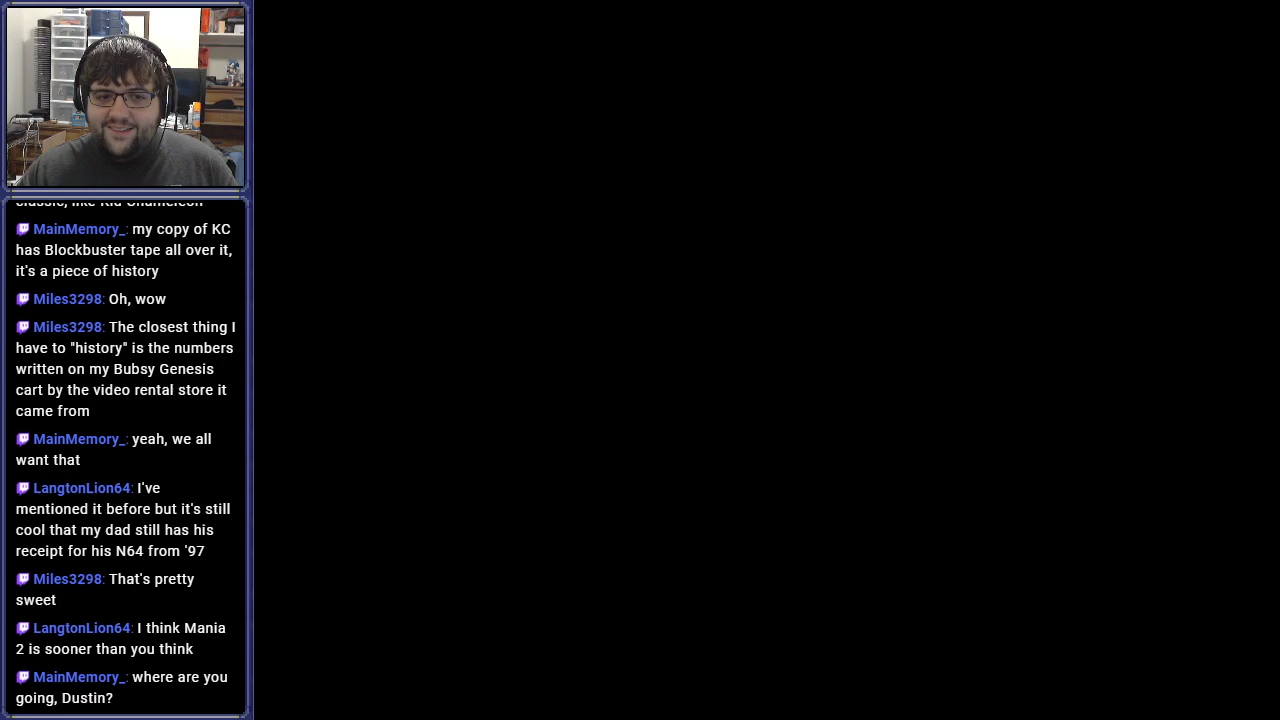 classic, like Kid Chameleon
MainMemory_: my copy of KC
has Blockbuster tape all over it,
it's a piece of history
Miles3298: Oh, wow
Miles3298: The closest thing I
have to "history" is the numbers
written on my Bubsy Genesis
cart by the video rental store it
came from
MainMemory_: yeah, we all
want that
LangtonLion64: I've
mentioned it before but it's still
cool that my dad still has his
receipt for his N64 from '97
Miles3298: That's pretty
sweet
LangtonLion64: I think Mania
2 is sooner than you think
MainMemory_: where are you
going, Dustin?